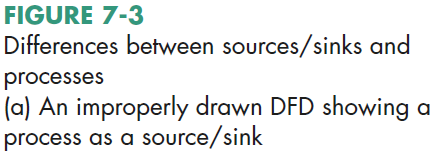 FIGURE 7-3
Differences between sources/sinks and
processes
(a) An improperly drawn DFD showing a
process as a source/sink